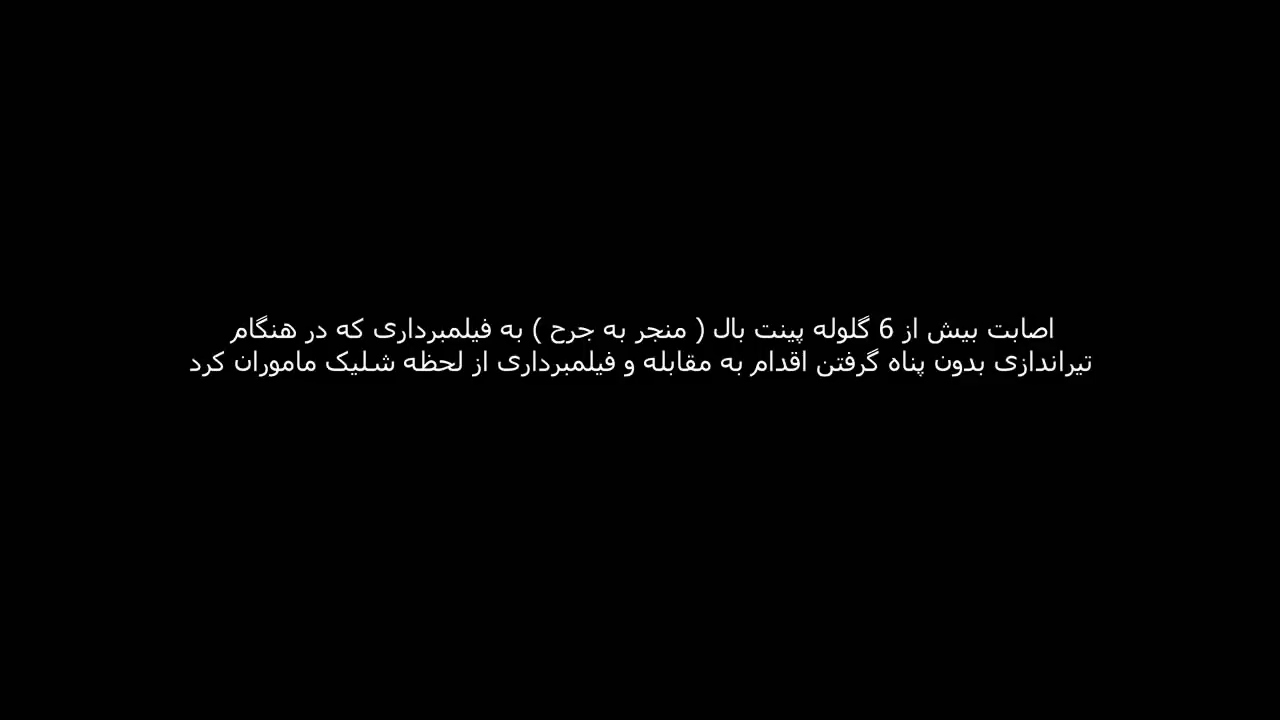 اصابت بیش از 6 گلوله پینت بال ( منجر به جرح ) به فیلمبرداری که در هنگام
تیراندازی بدون پناه گرفتن اقدام به مقابله و فیلمبرداری از لحظه شلیک ماموران کرد